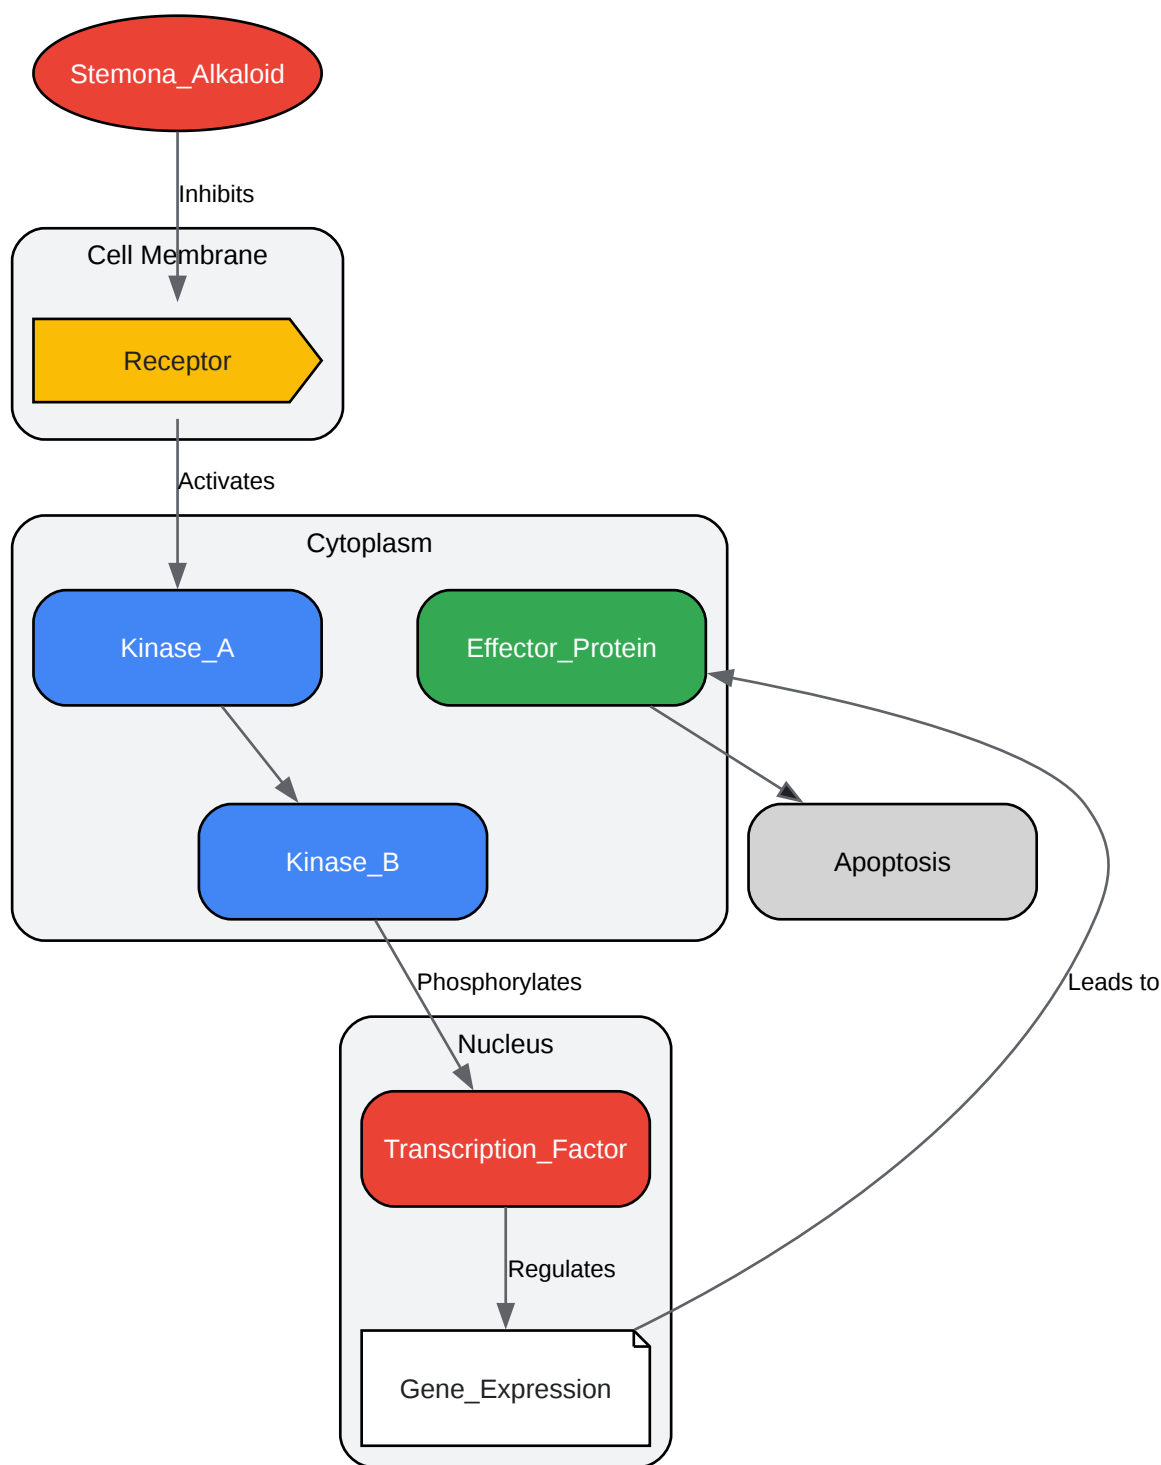 Stemona_Alkaloid
Inhibits
Cell Membrane
Receptor
Activates
Cytoplasm
Kinase_A
Effector_Protein
Kinase_B
Apoptosis
Phosphorylates
Leads to
Nucleus
Transcription_Factor
Regulates
Gene_Expression